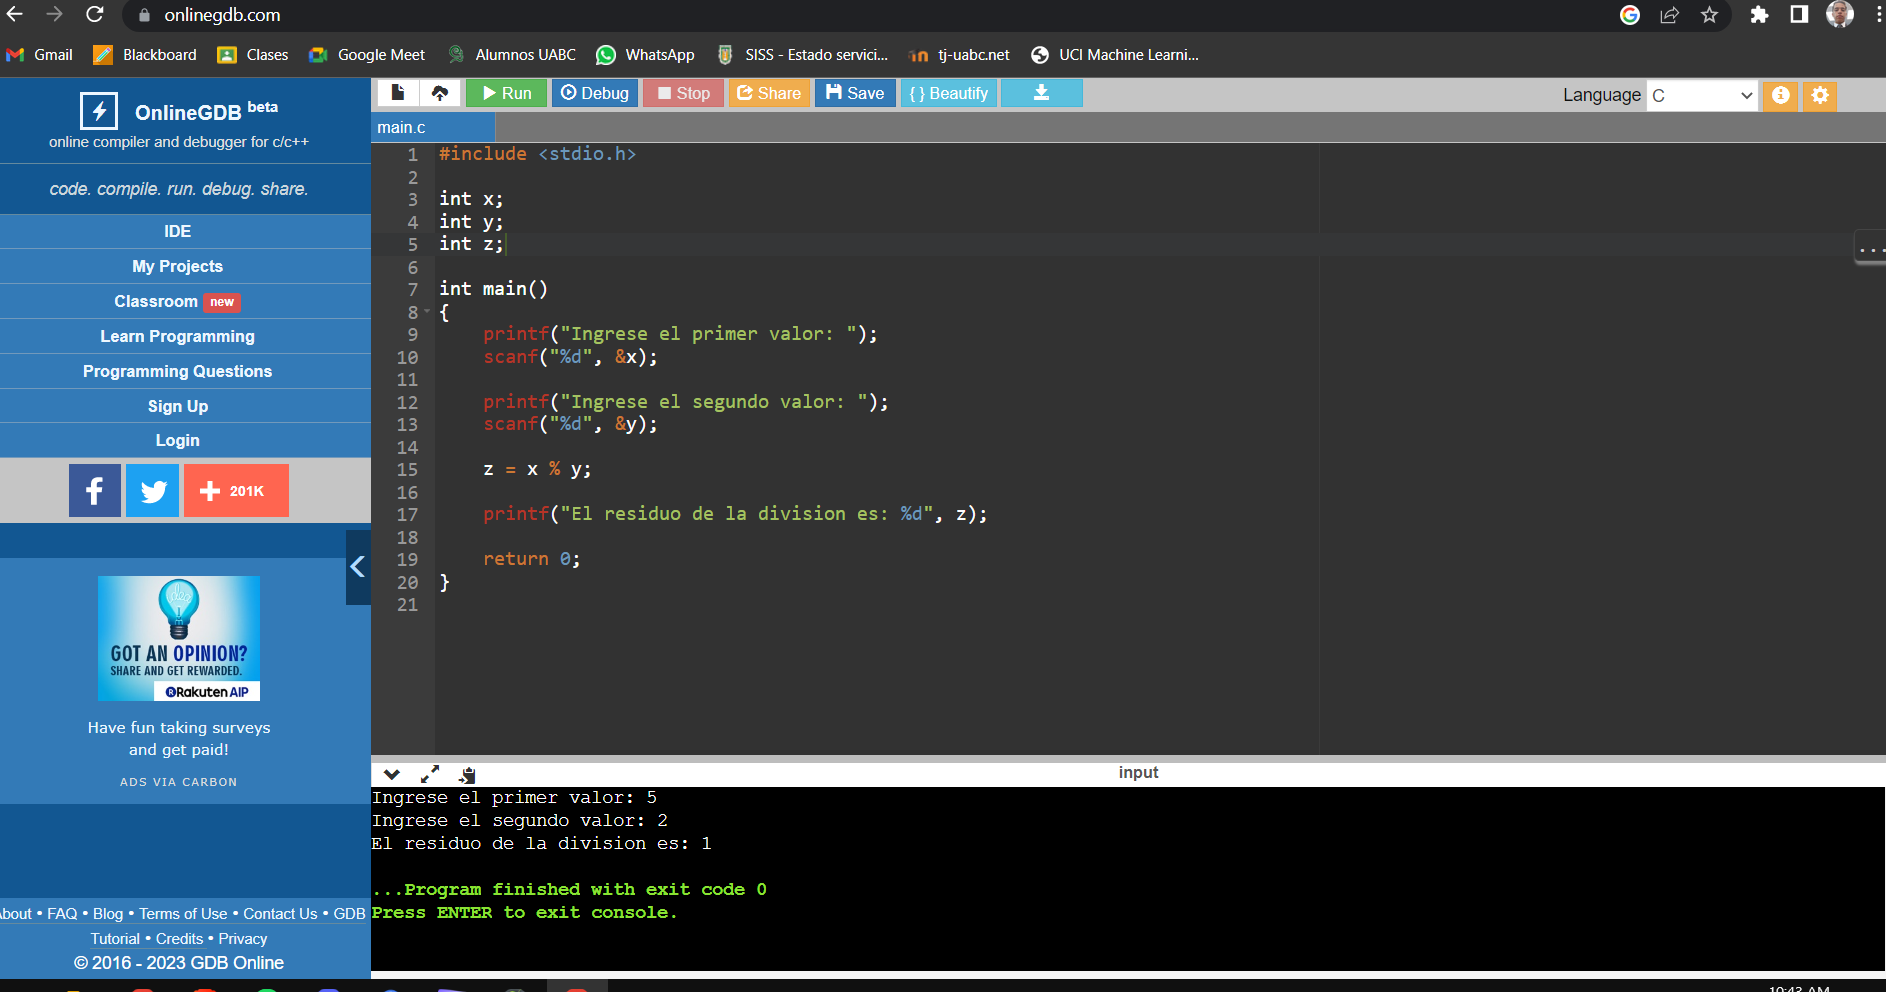 onlinegdb.com
Gmail Blackboard Clases Google Meet Alumnos UABC WhatsApp SISS - Estado servici... tj-uabc.net UCI Machine Learni...
OnlineGDB beta
online compiler and debugger for c/c++
code. compile. run. debug. share.
IDE
My Projects
Classroom new
Learn Programming
Programming Questions
Sign Up
Login
201K
GOT AN OPINION?
SHARE AND GET REWARDED.
Rakuten AIP
Have fun taking surveys
and get paid!
ADS VIA CARBON
About • FAQ • Blog • Terms of Use • Contact Us • GDB
Tutorial • Credits • Privacy
© 2016 - 2023 GDB Online
Run Debug Stop Share Save { } Beautify Language C
main.c
1 #include <stdio.h>
2
3 int x;
4 int y;
5 int z;
6
7 int main()
8 {
9 printf("Ingrese el primer valor: ");
10 scanf("%d", &x);
11
12 printf("Ingrese el segundo valor: ");
13 scanf("%d", &y);
14
15 z = x % y;
16
17 printf("El residuo de la division es: %d", z);
18
19 return 0;
20 }
21
input
Ingrese el primer valor: 5
Ingrese el segundo valor: 2
El residuo de la division es: 1
...Program finished with exit code 0
Press ENTER to exit console.
10:43 AM